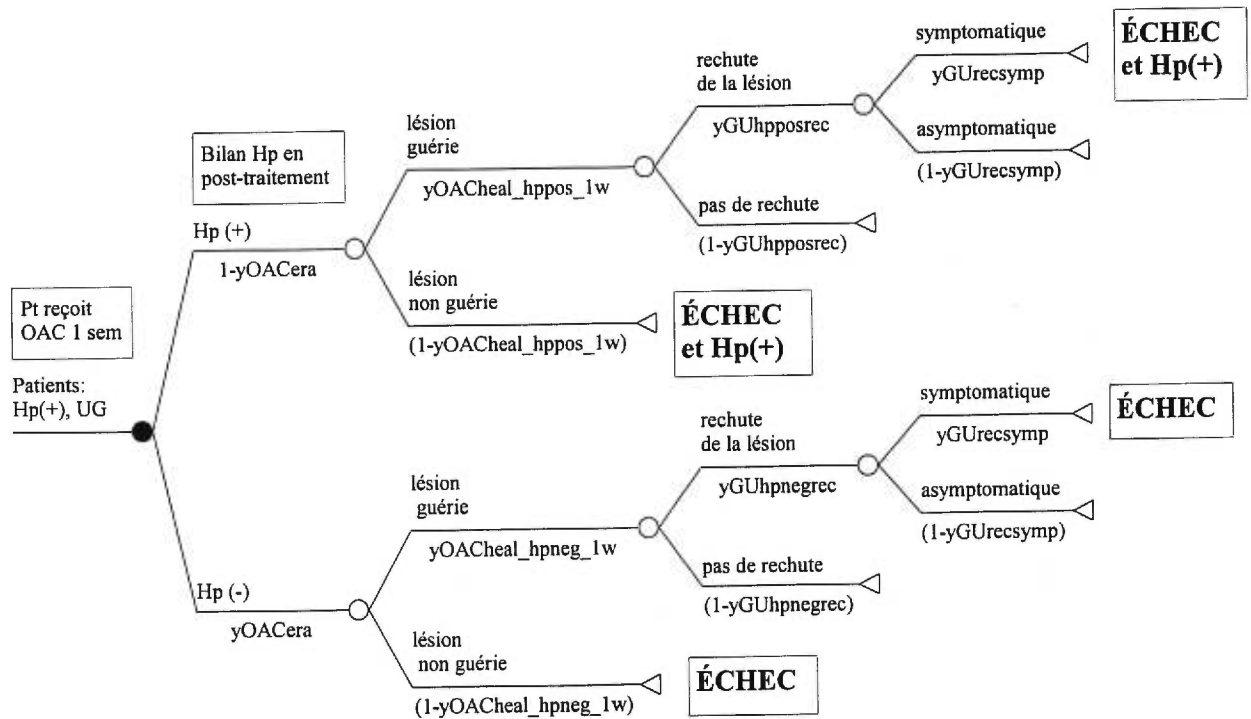 symptomatique
yGUrecsymp
ÉCHEC
et Hp(+)
rechute
de la lésion
yGUhpposrec
asymptomatique
(1-yGUrecsymp)
lésion
guérie
yOACheal_hppos_1w
Bilan Hp en
post-traitement
pas de rechute
(1-yGUhpposrec)
Hp (+)
1-yOACera
lésion
non guérie
(1-yOACheal_hppos_1w)
ÉCHEC
et Hp(+)
Pt reçoit
OAC 1 sem
Patients:
Hp(+), UG
symptomatique
yGUrecsymp
ÉCHEC
rechute
de la lésion
yGUhpnegrec
asymptomatique
(1-yGUrecsymp)
lésion
guérie
yOACheal_hpneg_1w
pas de rechute
(1-yGUhpnegrec)
Hp (-)
yOACera
lésion
non guérie
(1-yOACheal_hpneg_1w)
ÉCHEC